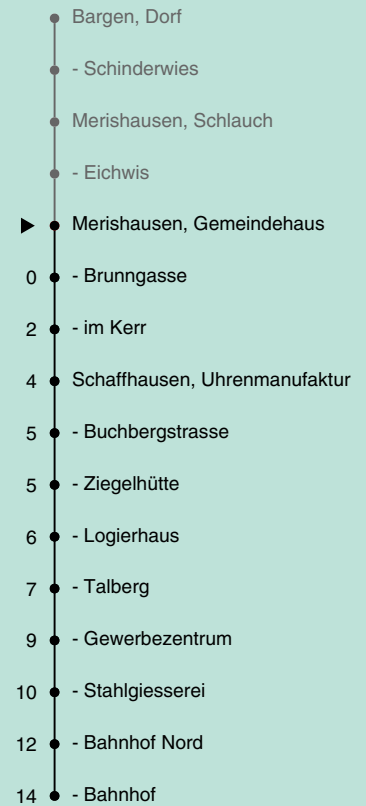 Bargen, Dorf
- Schinderwies
Merishausen, Schlauch
- Eichwis
Merishausen, Gemeindehaus
0 - Brunngasse
2 - im Kerr
4 Schaffhausen, Uhrenmanufaktur
5 - Buchbergstrasse
5 - Ziegelhütte
6 - Logierhaus
7 - Talberg
9 - Gewerbezentrum
10 - Stahlgiesserei
12 - Bahnhof Nord
14 - Bahnhof